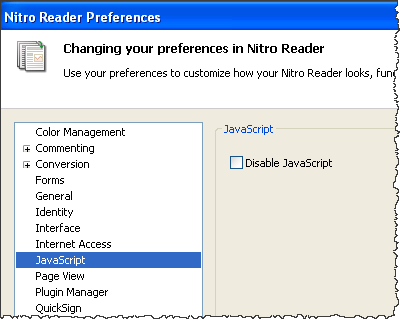 Nitro Reader Preferences
Changing your preferences in Nitro Reader
Use your preferences to customize how your Nitro Reader looks,
Color Management
Commenting
Conversion
Forms
General
Identity
Interface
Internet Access
JavaScript
Page View
Plugin Manager
QuickSign
JavaScript
Disable JavaScript